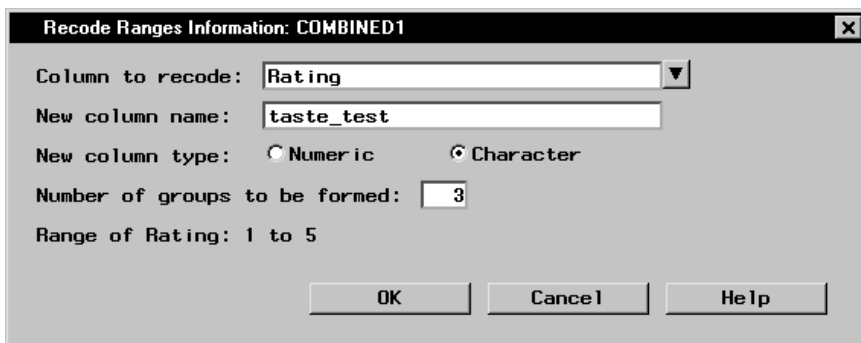 Recode Ranges Information: COMBINED1
Column to recode: Rating
New column name: taste_test
New column type: Numeric Character
Number of groups to be formed: 3
Range of Rating: 1 to 5
OK Cancel Help